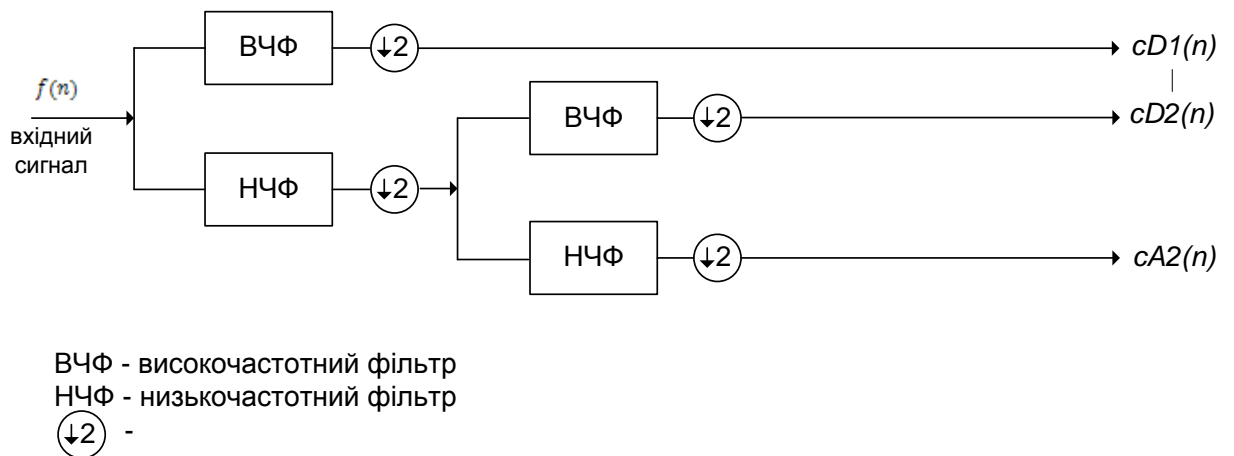 ВЧФ
↓2
cD1(n)
f(n)
вхідний
сигнал
ВЧФ
↓2
cD2(n)
НЧФ
↓2
НЧФ
↓2
cA2(n)
ВЧФ - високочастотний фільтр
НЧФ - низькочастотний фільтр
↓2 -